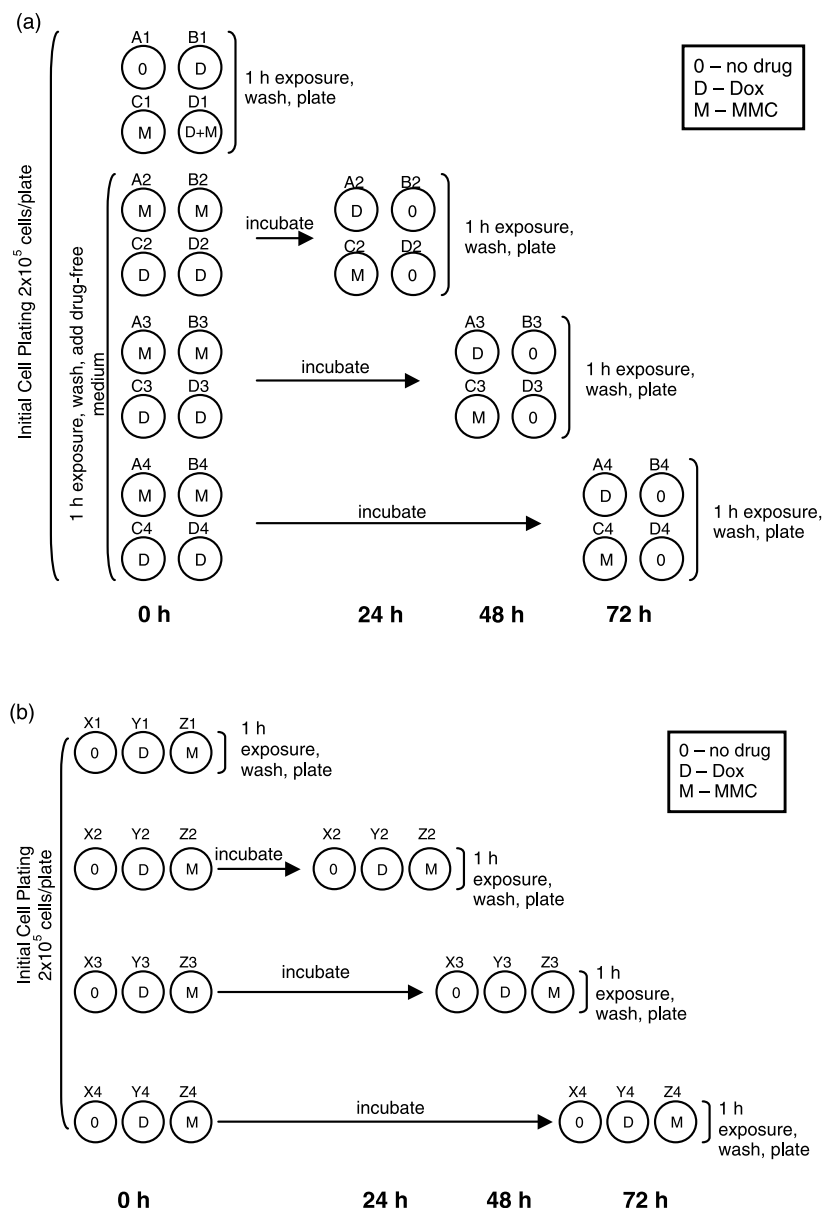 (a)
Initial Cell Plating 2x10⁵ cells/plate
A1 B1
0 D
C1 D1
M D+M
1 h exposure,
wash, plate
0 – no drug
D – Dox
M – MMC
1 h exposure, wash, add drug-free
medium
A2 B2
M M
C2 D2
D D
incubate
A2 B2
D 0
C2 D2
M 0
1 h exposure,
wash, plate
A3 B3
M M
C3 D3
D D
incubate
A3 B3
D 0
C3 D3
M 0
1 h exposure,
wash, plate
A4 B4
M M
C4 D4
D D
incubate
A4 B4
D 0
C4 D4
M 0
1 h exposure,
wash, plate
0 h 24 h 48 h 72 h
(b)
Initial Cell Plating
2x10⁵ cells/plate
X1 Y1 Z1
0 D M
1 h
exposure,
wash, plate
0 – no drug
D – Dox
M – MMC
X2 Y2 Z2
0 D M
incubate
X2 Y2 Z2
0 D M
1 h
exposure,
wash, plate
X3 Y3 Z3
0 D M
incubate
X3 Y3 Z3
0 D M
1 h
exposure,
wash, plate
X4 Y4 Z4
0 D M
incubate
X4 Y4 Z4
0 D M
1 h
exposure,
wash, plate
0 h 24 h 48 h 72 h